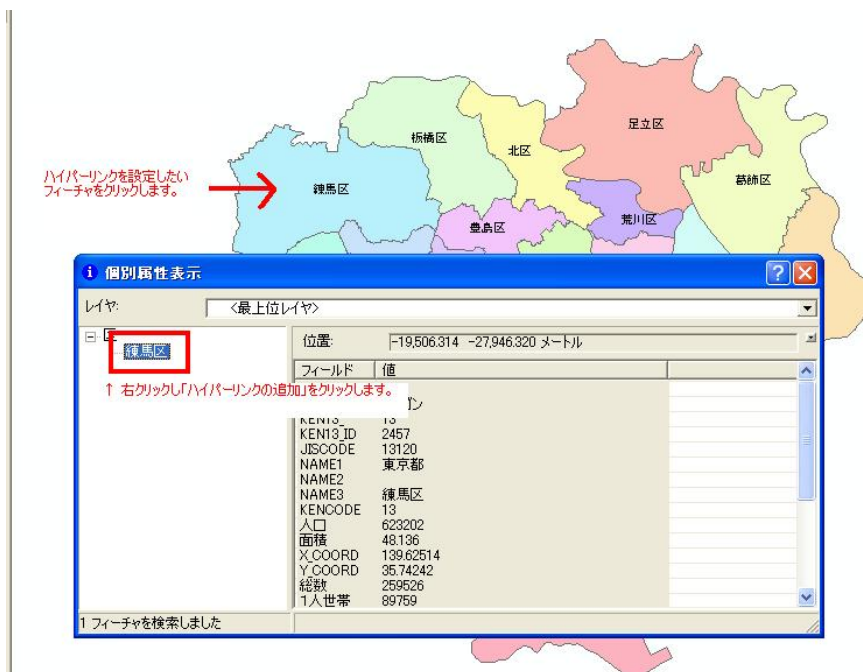 足立区
板橋区
北区
葛飾区
ハイパーリンクを設定したい
フィーチャをクリックします。
練馬区
荒川区
豊島区
個別属性表示
レイヤ:
<最上位レイヤ>
練馬区
位置:
-19,506.314 -27,946.320 メートル
フィールド 値
↑ 右クリックし「ハイパーリンクの追加」をクリックします。
KEN13_ 13
KEN13_ID 2457
JISCODE 13120
NAME1 東京都
NAME2
NAME3 練馬区
KENCODE 13
人口 623202
面積 48.136
X_COORD 139.62514
Y_COORD 35.74242
総数 259526
1人世帯 89759
1 フィーチャを検索しました